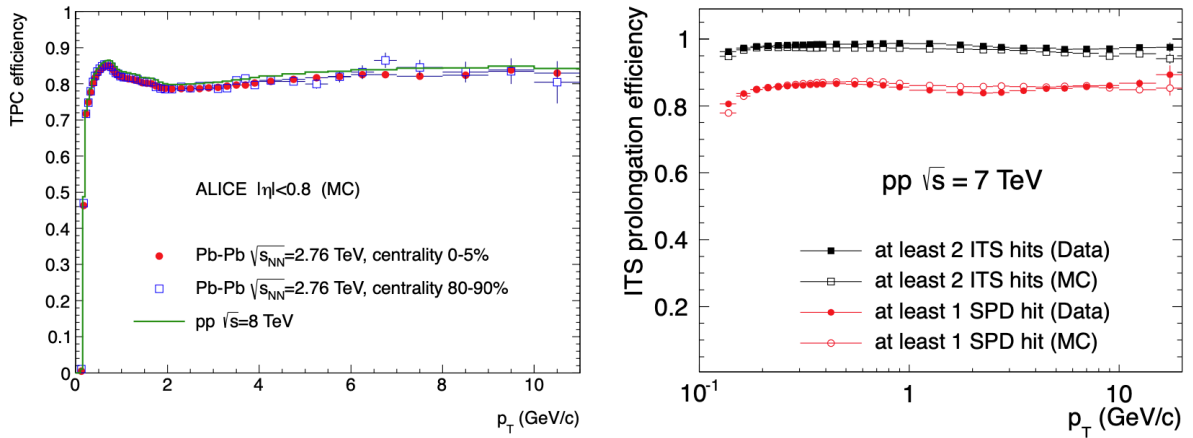 TPC efficiency
0.9
0.8
0.7
0.6
0.5
0.4
0.3
0.2
0.1
0
ALICE |η|<0.8 (MC)
Pb-Pb √sNN=2.76 TeV, centrality 0-5%
Pb-Pb √sNN=2.76 TeV, centrality 80-90%
pp √s=8 TeV
0 2 4 6 8 10
pT (GeV/c)
ITS prolongation efficiency
1
0.8
0.6
0.4
0.2
pp √s = 7 TeV
at least 2 ITS hits (Data)
at least 2 ITS hits (MC)
at least 1 SPD hit (Data)
at least 1 SPD hit (MC)
10-1 1 10
pT (GeV/c)